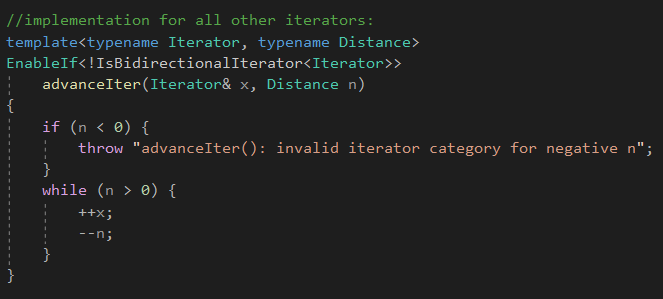 //implementation for all other iterators:
template<typename Iterator, typename Distance>
EnableIf<!IsBidirectionalIterator<Iterator>>
    advanceIter(Iterator& x, Distance n)
{
    if (n < 0) {
        throw "advanceIter(): invalid iterator category for negative n";
    }
    while (n > 0) {
        ++x;
        --n;
    }
}